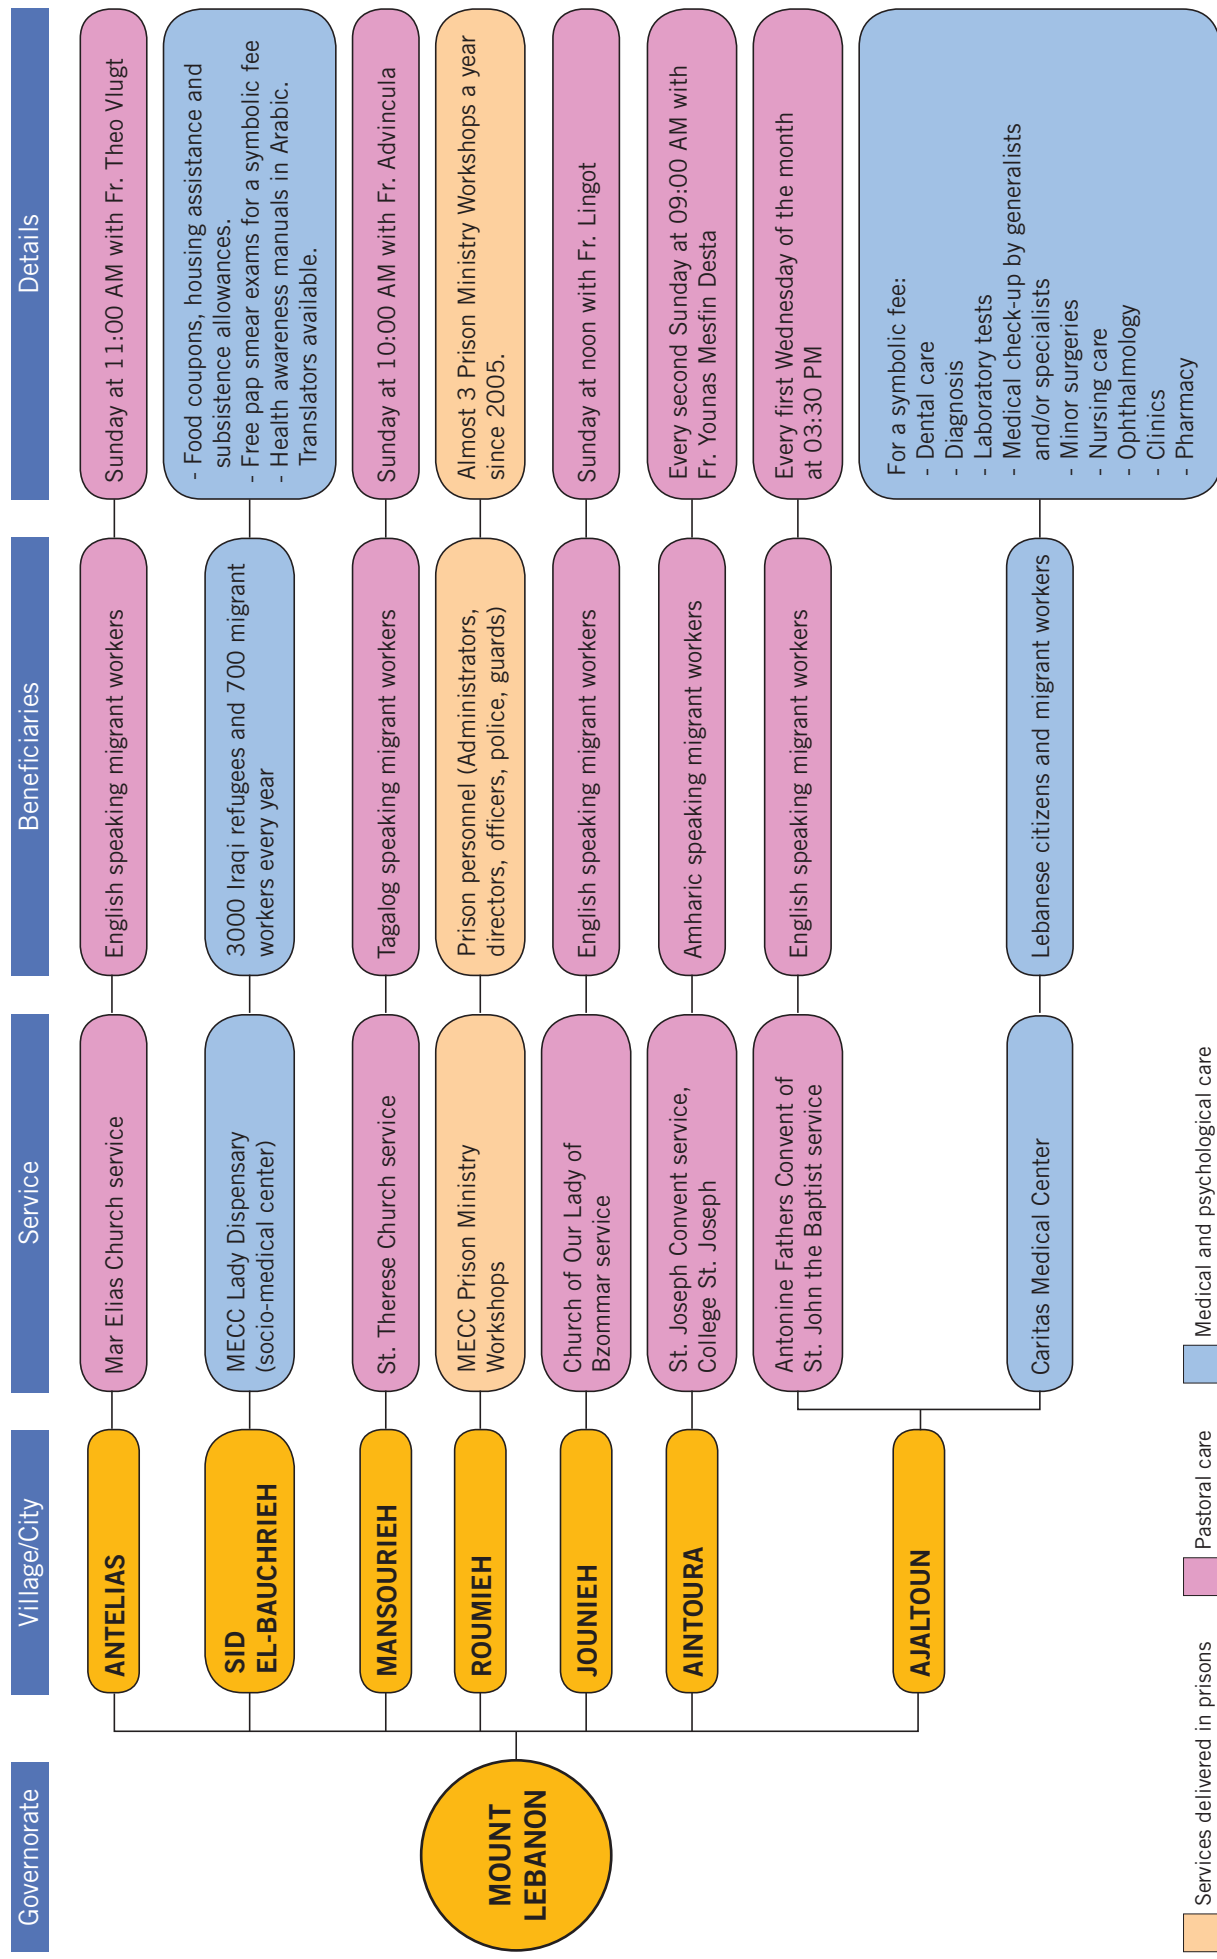 Governorate
Village/City
Service
Beneficiaries
Details
MOUNT
LEBANON
ANTELIAS
Mar Elias Church service
English speaking migrant workers
Sunday at 11:00 AM with Fr. Theo Vlugt
SID
EL-BAUCHRIEH
MECC Lady Dispensary
(socio-medical center)
3000 Iraqi refugees and 700 migrant
workers every year
- Food coupons, housing assistance and
subsistence allowances.
- Free pap smear exams for a symbolic fee
- Health awareness manuals in Arabic.
Translators available.
MANSOURIEH
St. Therese Church service
Tagalog speaking migrant workers
Sunday at 10:00 AM with Fr. Advincula
ROUMIEH
MECC Prison Ministry
Workshops
Prison personnel (Administrators,
directors, officers, police, guards)
Almost 3 Prison Ministry Workshops a year
since 2005.
JOUNIEH
Church of Our Lady of
Bzommar service
English speaking migrant workers
Sunday at noon with Fr. Lingot
AINTOURA
St. Joseph Convent service,
College St. Joseph
Amharic speaking migrant workers
Every second Sunday at 09:00 AM with
Fr. Younas Mesfin Desta
AJALTOUN
Antonine Fathers Convent of
St. John the Baptist service
English speaking migrant workers
Every first Wednesday of the month
at 03:30 PM
Caritas Medical Center
Lebanese citizens and migrant workers
For a symbolic fee:
- Dental care
- Diagnosis
- Laboratory tests
- Medical check-up by generalists
and/or specialists
- Minor surgeries
- Nursing care
- Ophthalmology
- Clinics
- Pharmacy
Services delivered in prisons
Pastoral care
Medical and psychological care